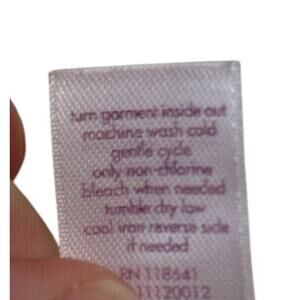 turn garment inside out
machine wash cold
gentle cycle
only non-chlorine
bleach when needed
tumble dry low
cool iron reverse side
if needed
RN 118641
11120012